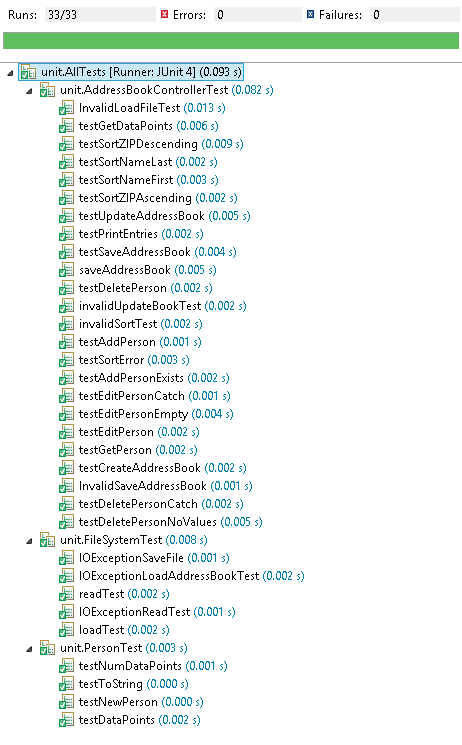 Runs: 33/33 Errors: 0 Failures: 0
unit.AllTests [Runner: JUnit 4] (0.093 s)
unit.AddressBookControllerTest (0.082 s)
InvalidLoadFileTest (0.013 s)
testGetDataPoints (0.006 s)
testSortZIPDescending (0.009 s)
testSortNameLast (0.002 s)
testSortNameFirst (0.003 s)
testSortZIPAscending (0.002 s)
testUpdateAddressBook (0.005 s)
testPrintEntries (0.002 s)
testSaveAddressBook (0.004 s)
saveAddressBook (0.005 s)
testDeletePerson (0.002 s)
invalidUpdateBookTest (0.002 s)
invalidSortTest (0.002 s)
testAddPerson (0.001 s)
testSortError (0.003 s)
testAddPersonExists (0.002 s)
testEditPersonCatch (0.001 s)
testEditPersonEmpty (0.004 s)
testEditPerson (0.002 s)
testGetPerson (0.002 s)
testCreateAddressBook (0.002 s)
InvalidSaveAddressBook (0.001 s)
testDeletePersonCatch (0.002 s)
testDeletePersonNoValues (0.005 s)
unit.FileSystemTest (0.008 s)
IOExceptionSaveFile (0.001 s)
IOExceptionLoadAddressBookTest (0.002 s)
readTest (0.002 s)
IOExceptionReadTest (0.001 s)
loadTest (0.002 s)
unit.PersonTest (0.003 s)
testNumDataPoints (0.001 s)
testToString (0.000 s)
testNewPerson (0.000 s)
testDataPoints (0.002 s)